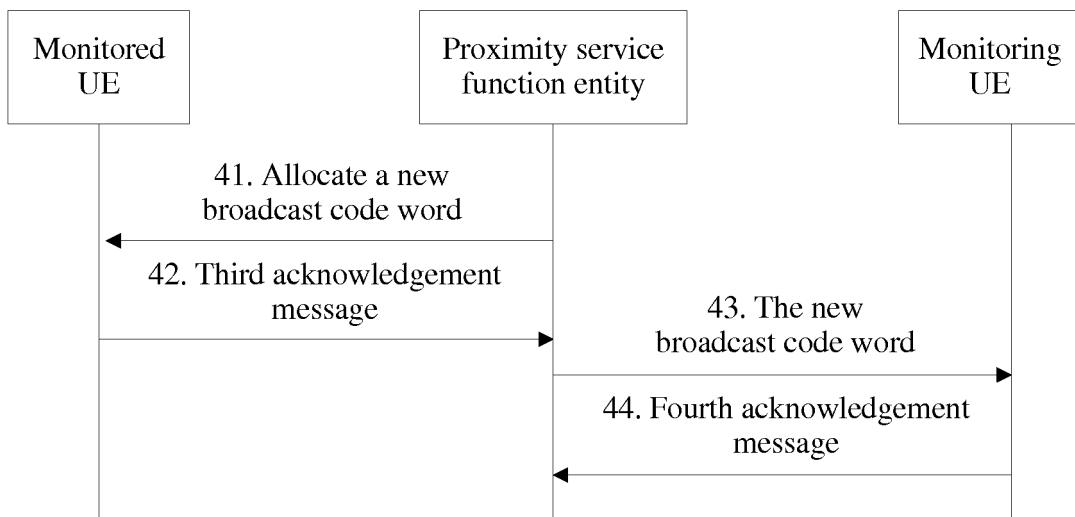 Monitored
UE
Proximity service
function entity
Monitoring
UE
41. Allocate a new
broadcast code word
42. Third acknowledgement
message
43. The new
broadcast code word
44. Fourth acknowledgement
message